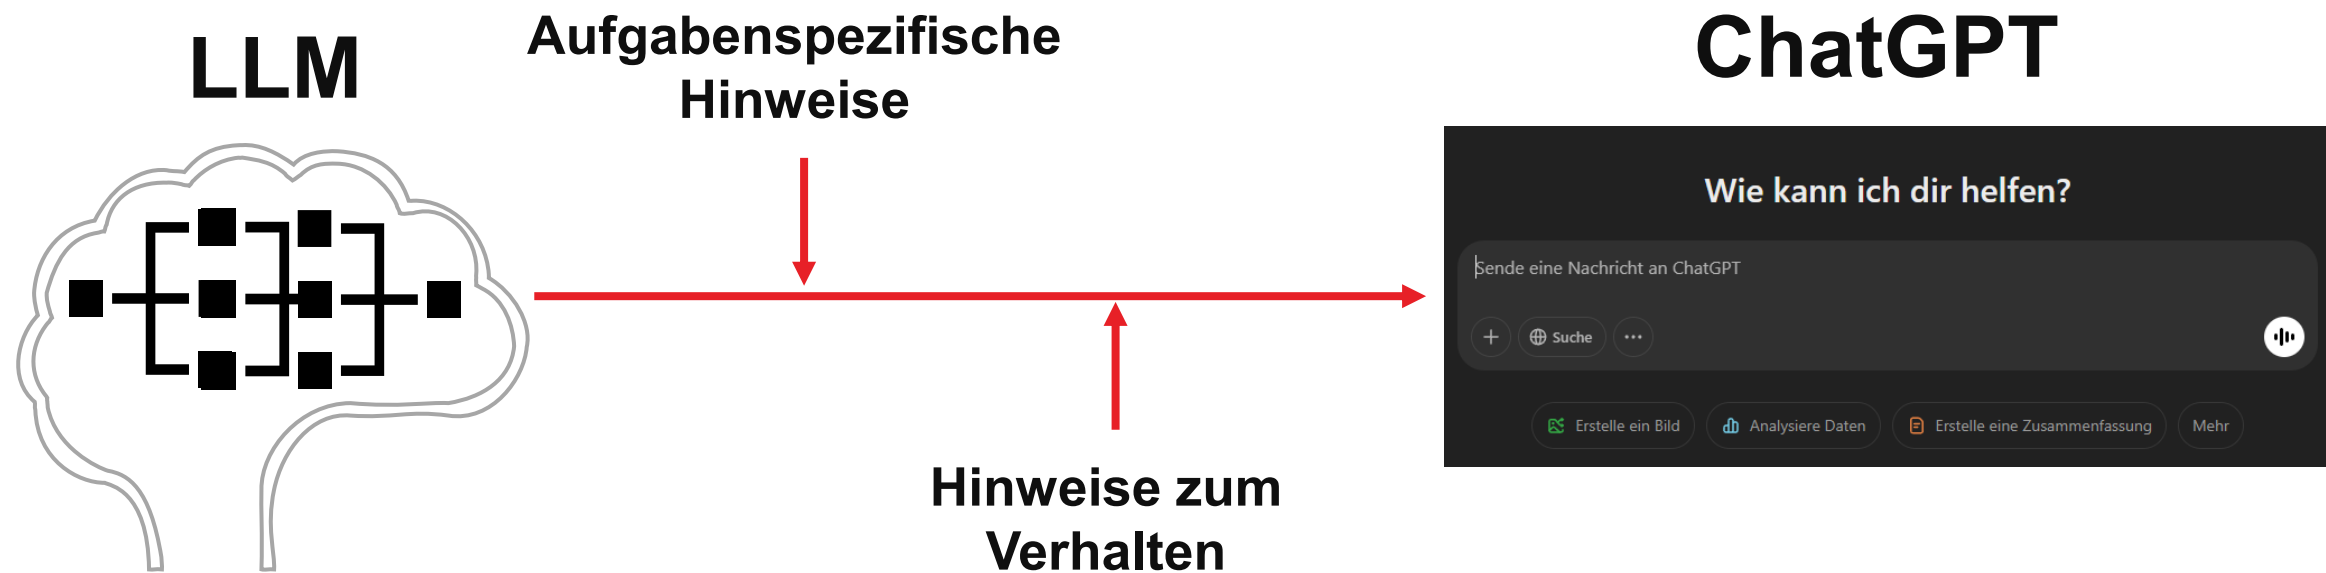 LLM
Aufgabenspezifische
Hinweise
Hinweise zum
Verhalten
ChatGPT
Wie kann ich dir helfen?
Sende eine Nachricht an ChatGPT
Suche
Erstelle ein Bild
Analysiere Daten
Erstelle eine Zusammenfassung
Mehr